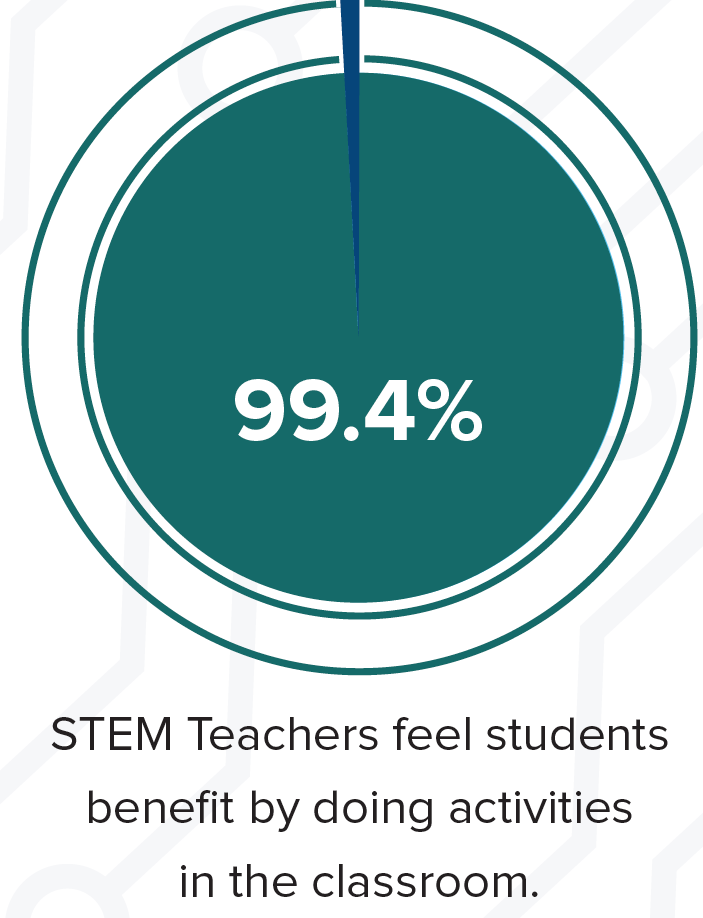 99.4%
STEM Teachers feel students
benefit by doing activities
in the classroom.